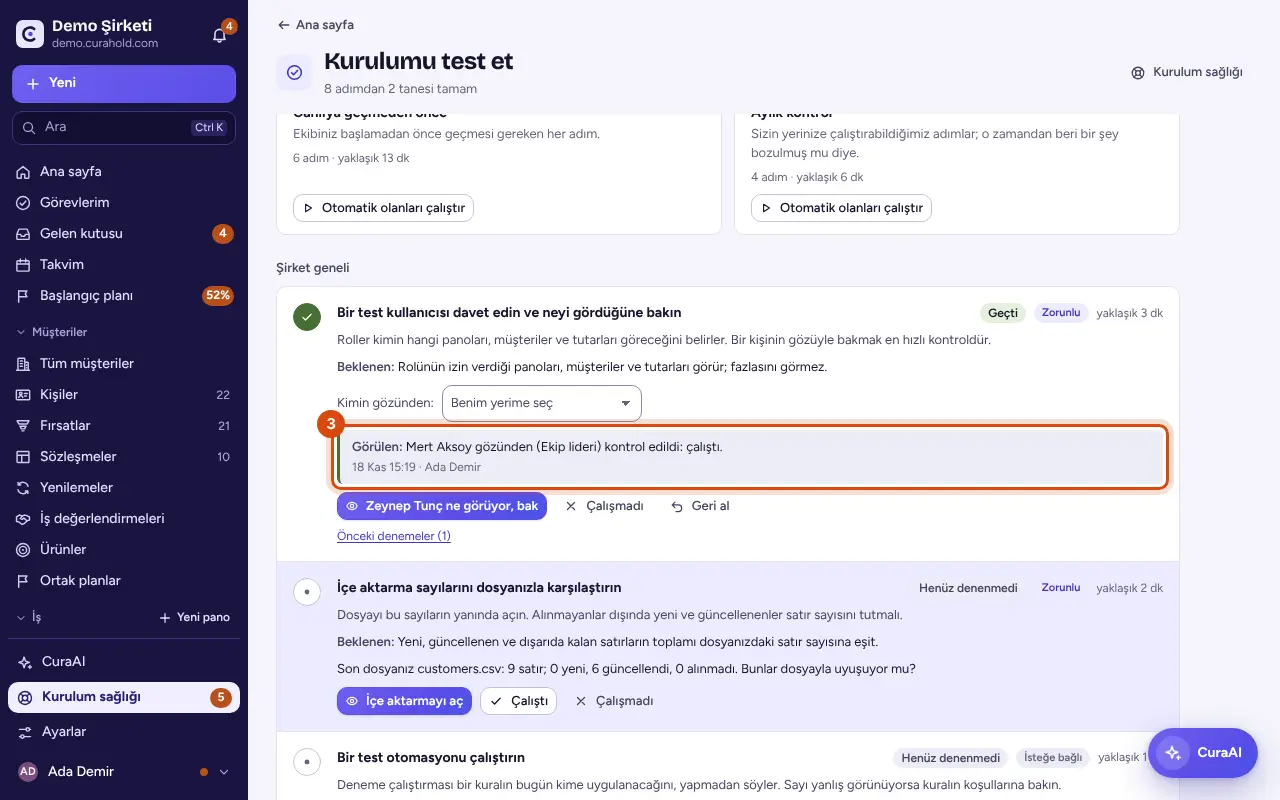 Demo Şirketi
demo.curahold.com
4
Yeni
Ara
Ctrl K
Ana sayfa
Görevlerim
Gelen kutusu
4
Takvim
Başlangıç planı
52%
Müşteriler
Tüm müşteriler
Kişiler
22
Fırsatlar
21
Sözleşmeler
10
Yenilemeler
İş değerlendirmeleri
Ürünler
Ortak planlar
İş
Yeni pano
CuraAI
Kurulum sağlığı
5
Ayarlar
AD
Ada Demir
Ana sayfa
Kurulumu test et
8 adımdan 2 tanesi tamam
Kurulum sağlığı
Canlıya geçmeden önce
Ekibiniz başlamadan önce geçmesi gereken her adım.
6 adım · yaklaşık 13 dk
Otomatik olanları çalıştır
Aylık kontrol
Sizin yerinize çalıştırabildiğimiz adımlar; o zamandan beri bir şey
bozulmuş mu diye.
4 adım · yaklaşık 6 dk
Otomatik olanları çalıştır
Şirket geneli
Bir test kullanıcısı davet edin ve neyi gördüğüne bakın
Geçti
Zorunlu
yaklaşık 3 dk
Roller kimin hangi panoları, müşteriler ve tutarları göreceğini belirler. Bir kişinin gözüyle bakmak en hızlı kontroldür.
Beklenen: Rolünün izin verdiği panoları, müşteriler ve tutarları görür; fazlasını görmez.
Kimin gözünden:
Benim yerime seç
3
Görülen: Mert Aksoy gözünden (Ekip lideri) kontrol edildi: çalıştı.
18 Kas 15:19 · Ada Demir
Zeynep Tunç ne görüyor, bak
Çalışmadı
Geri al
Önceki denemeler (1)
İçe aktarma sayılarını dosyanızla karşılaştırın
Henüz denenmedi
Zorunlu
yaklaşık 2 dk
Dosyayı bu sayıların yanında açın. Alınmayanlar dışında yeni ve güncellenenler satır sayısını tutmalı.
Beklenen: Yeni, güncellenen ve dışarıda kalan satırların toplamı dosyanızdaki satır sayısına eşit.
Son dosyanız customers.csv: 9 satır; 0 yeni, 6 güncellendi, 0 alınmadı. Bunlar dosyayla uyuşuyor mu?
İçe aktarmayı aç
Çalıştı
Çalışmadı
Bir test otomasyonu çalıştırın
Henüz denenmedi
İsteğe bağlı
yaklaşık 1
Deneme çalıştırması bir kuralın bugün kime uygulanacağını, yapmadan söyler. Sayı yanlış görünüyorsa kuralın koşullarına bakın.
CuraAI